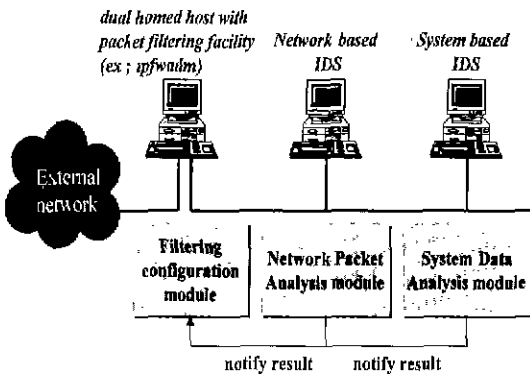 dual homed host with
packet filtering facility
(ex ; ipfwadm)
Network based
IDS
System based
IDS
External
network
Filtering
configuration
module
Network Packet
Analysis module
System Data
Analysis module
notify result
notify result